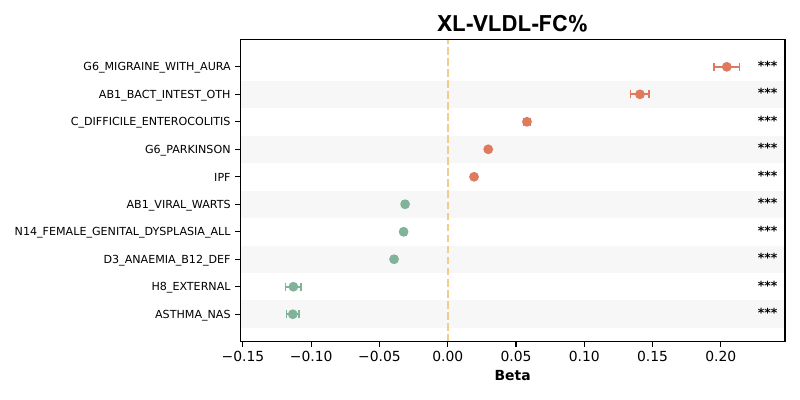 XL-VLDL-FC%
G6_MIGRAINE_WITH_AURA ***
AB1_BACT_INTEST_OTH ***
C_DIFFICILE_ENTEROCOLITIS ***
G6_PARKINSON ***
IPF ***
AB1_VIRAL_WARTS ***
N14_FEMALE_GENITAL_DYSPLASIA_ALL ***
D3_ANAEMIA_B12_DEF ***
H8_EXTERNAL ***
ASTHMA_NAS ***
−0.15 −0.10 −0.05 0.00 0.05 0.10 0.15 0.20
Beta